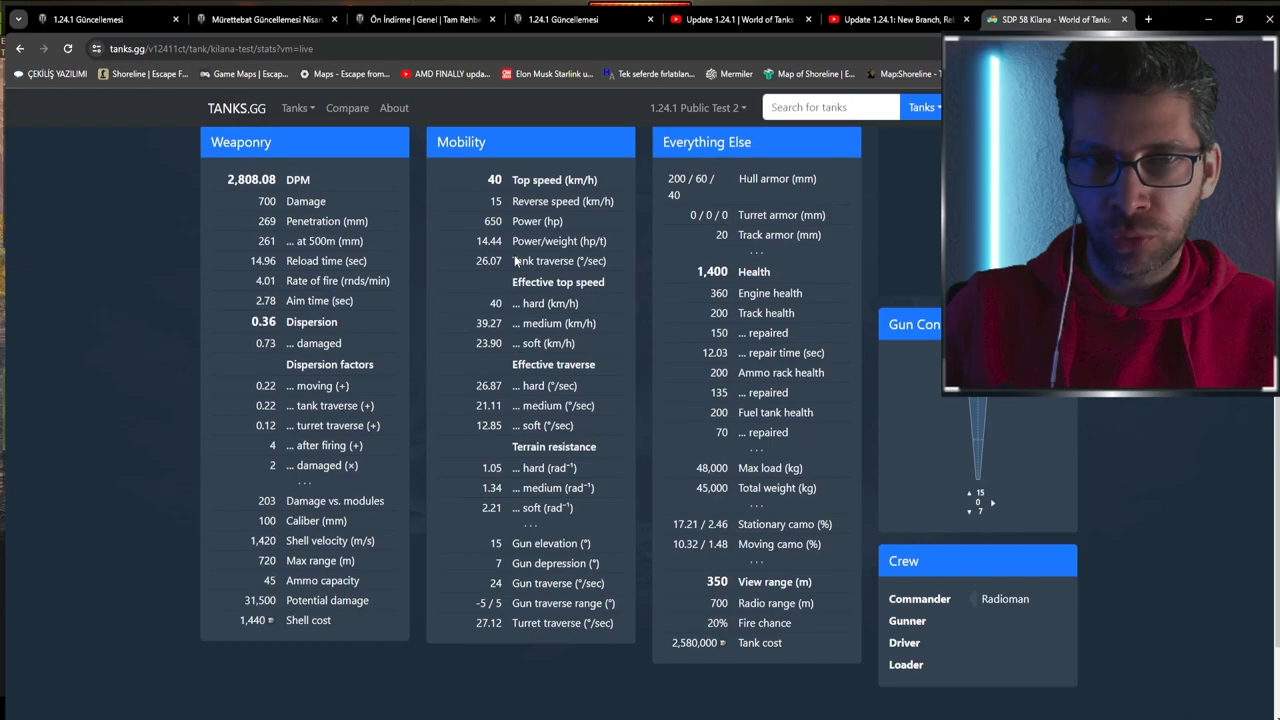 1.24.1 Güncellemesi
Mürettebat Güncellemesi Nisan
Ön İndirme | Genel | Tam Rehbe
1.24.1 Güncellemesi
Update 1.24.1 | World of Tanks
Update 1.24.1: New Branch, Re
SDP 58 Kilana - World of Tanks
tanks.gg/v12411ct/tank/kilana-test/stats?vm=live
ÇEKİLİŞ YAZILIMI
Shoreline | Escape F...
Game Maps | Escap...
Maps - Escape from...
AMD FINALLY upda...
Elon Musk Starlink u...
Tek seferde fırlatılan...
Mermiler
Map of Shoreline | E...
Map:Shoreline - T
TANKS.GG
Tanks
Compare
About
1.24.1 Public Test 2
Search for tanks
Tanks
Weaponry
2,808.08 DPM
700 Damage
269 Penetration (mm)
261 ... at 500m (mm)
14.96 Reload time (sec)
4.01 Rate of fire (rnds/min)
2.78 Aim time (sec)
0.36 Dispersion
0.73 ... damaged
Dispersion factors
0.22 ... moving (+)
0.22 ... tank traverse (+)
0.12 ... turret traverse (+)
4 ... after firing (+)
2 ... damaged (×)
...
203 Damage vs. modules
100 Caliber (mm)
1,420 Shell velocity (m/s)
720 Max range (m)
45 Ammo capacity
31,500 Potential damage
1,440 Shell cost
Mobility
40 Top speed (km/h)
15 Reverse speed (km/h)
650 Power (hp)
14.44 Power/weight (hp/t)
26.07 Tank traverse (°/sec)
Effective top speed
40 ... hard (km/h)
39.27 ... medium (km/h)
23.90 ... soft (km/h)
Effective traverse
26.87 ... hard (°/sec)
21.11 ... medium (°/sec)
12.85 ... soft (°/sec)
Terrain resistance
1.05 ... hard (rad⁻¹)
1.34 ... medium (rad⁻¹)
2.21 ... soft (rad⁻¹)
...
15 Gun elevation (°)
7 Gun depression (°)
24 Gun traverse (°/sec)
-5 / 5 Gun traverse range (°)
27.12 Turret traverse (°/sec)
Everything Else
200 / 60 / 40 Hull armor (mm)
0 / 0 / 0 Turret armor (mm)
20 Track armor (mm)
...
1,400 Health
360 Engine health
200 Track health
150 ... repaired
12.03 ... repair time (sec)
200 Ammo rack health
135 ... repaired
200 Fuel tank health
70 ... repaired
...
48,000 Max load (kg)
45,000 Total weight (kg)
...
17.21 / 2.46 Stationary camo (%)
10.32 / 1.48 Moving camo (%)
...
350 View range (m)
700 Radio range (m)
20% Fire chance
2,580,000 Tank cost
Gun Con
15
0
7
Crew
Commander Radioman
Gunner
Driver
Loader